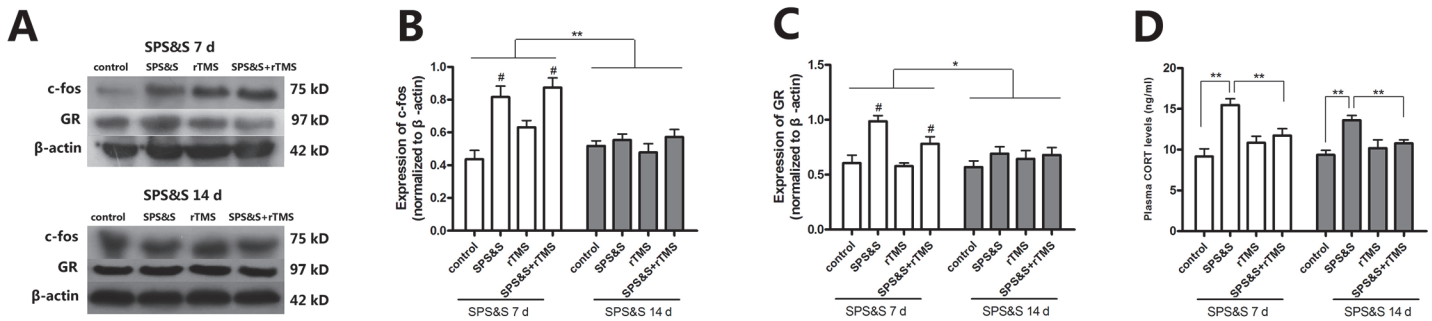 A
SPS&S 7 d
control SPS&S rTMS SPS&S+rTMS
c-fos 75 kD
GR 97 kD
β-actin 42 kD
SPS&S 14 d
control SPS&S rTMS SPS&S+rTMS
c-fos 75 kD
GR 97 kD
β-actin 42 kD
B
Expression of c-fos
(normalized to β -actin)
1.0
0.8
0.6
0.4
0.2
0.0
**
# #
control SPS&S rTMS SPS&S+rTMS control SPS&S rTMS SPS&S+rTMS
SPS&S 7 d SPS&S 14 d
C
Expression of GR
(normalized to β -actin)
1.5
1.0
0.5
0.0
*
# #
control SPS&S rTMS SPS&S+rTMS control SPS&S rTMS SPS&S+rTMS
SPS&S 7 d SPS&S 14 d
D
Plasma CORT levels (ng/ml)
20
15
10
5
0
** ** ** **
control SPS&S rTMS SPS&S+rTMS control SPS&S rTMS SPS&S+rTMS
SPS&S 7 d SPS&S 14 d